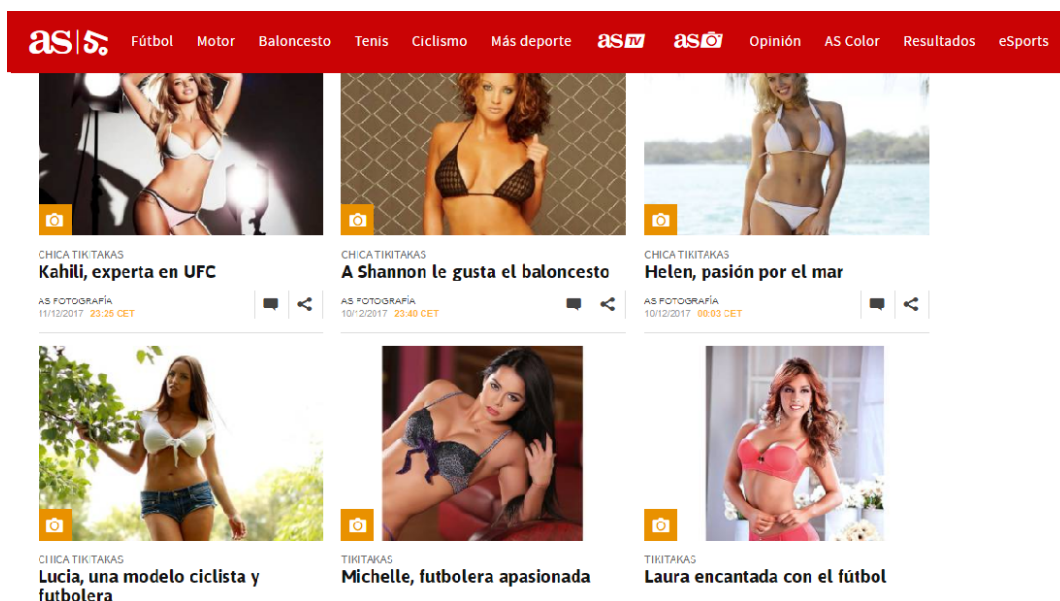 as
Fútbol Motor Baloncesto Tenis Ciclismo Más deporte as TV as Opinión AS Color Resultados eSports
CHICA TIKITAKAS
Kahili, experta en UFC
AS FOTOGRAFÍA
11/12/2017 23:25 CET
CHICA TIKITAKAS
A Shannon le gusta el baloncesto
AS FOTOGRAFÍA
10/12/2017 23:40 CET
CHICA TIKITAKAS
Helen, pasión por el mar
AS FOTOGRAFÍA
10/12/2017 00:03 CET
CHICA TIKITAKAS
Lucia, una modelo ciclista y
futbolera
TIKITAKAS
Michelle, futbolera apasionada
TIKITAKAS
Laura encantada con el fútbol